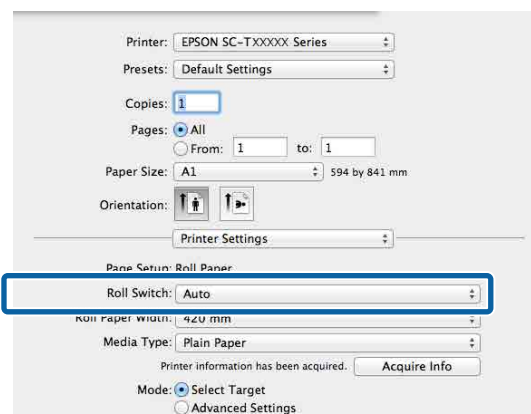 Printer: EPSON SC-TXXXXX Series
Presets: Default Settings
Copies: 1
Pages: All
From: 1 to: 1
Paper Size: A1 594 by 841 mm
Orientation:
Printer Settings
Page Setup: Roll Paper
Roll Switch: Auto
Roll Paper Width: 420 mm
Media Type: Plain Paper
Printer information has been acquired. Acquire Info
Mode: Select Target
Advanced Settings